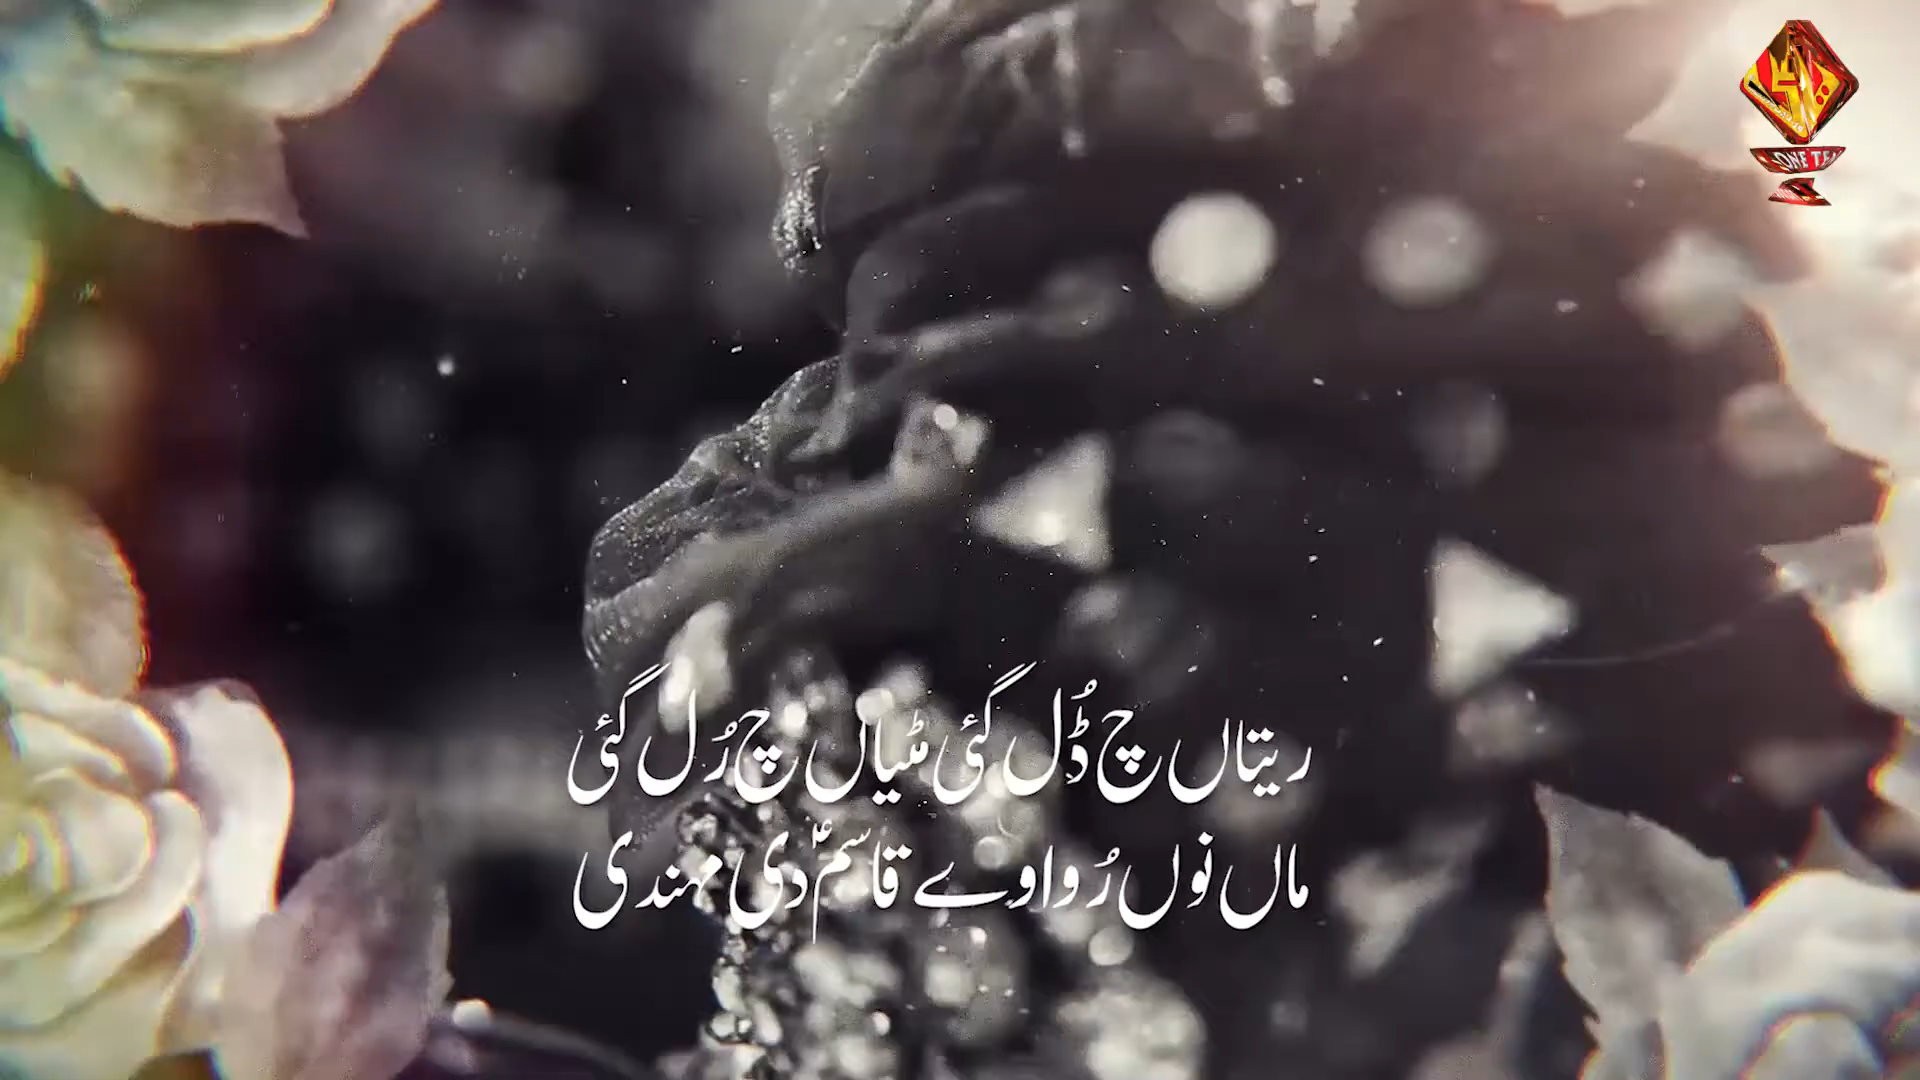 ریتاں چ ڈُل گئی مٹیاں چ رُل گئی
ماں نوں رُواوے قاسمؑ دی مہندی